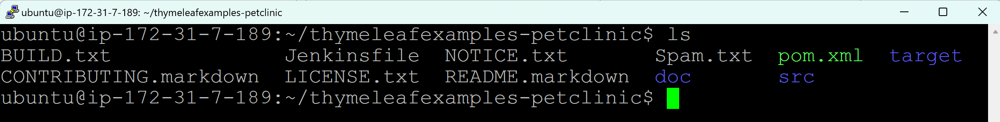 ubuntu@ip-172-31-7-189: ~/thymeleafexamples-petclinic
ubuntu@ip-172-31-7-189:~/thymeleafexamples-petclinic$ ls
BUILD.txt Jenkinsfile NOTICE.txt Spam.txt pom.xml target
CONTRIBUTING.markdown LICENSE.txt README.markdown doc src
ubuntu@ip-172-31-7-189:~/thymeleafexamples-petclinic$